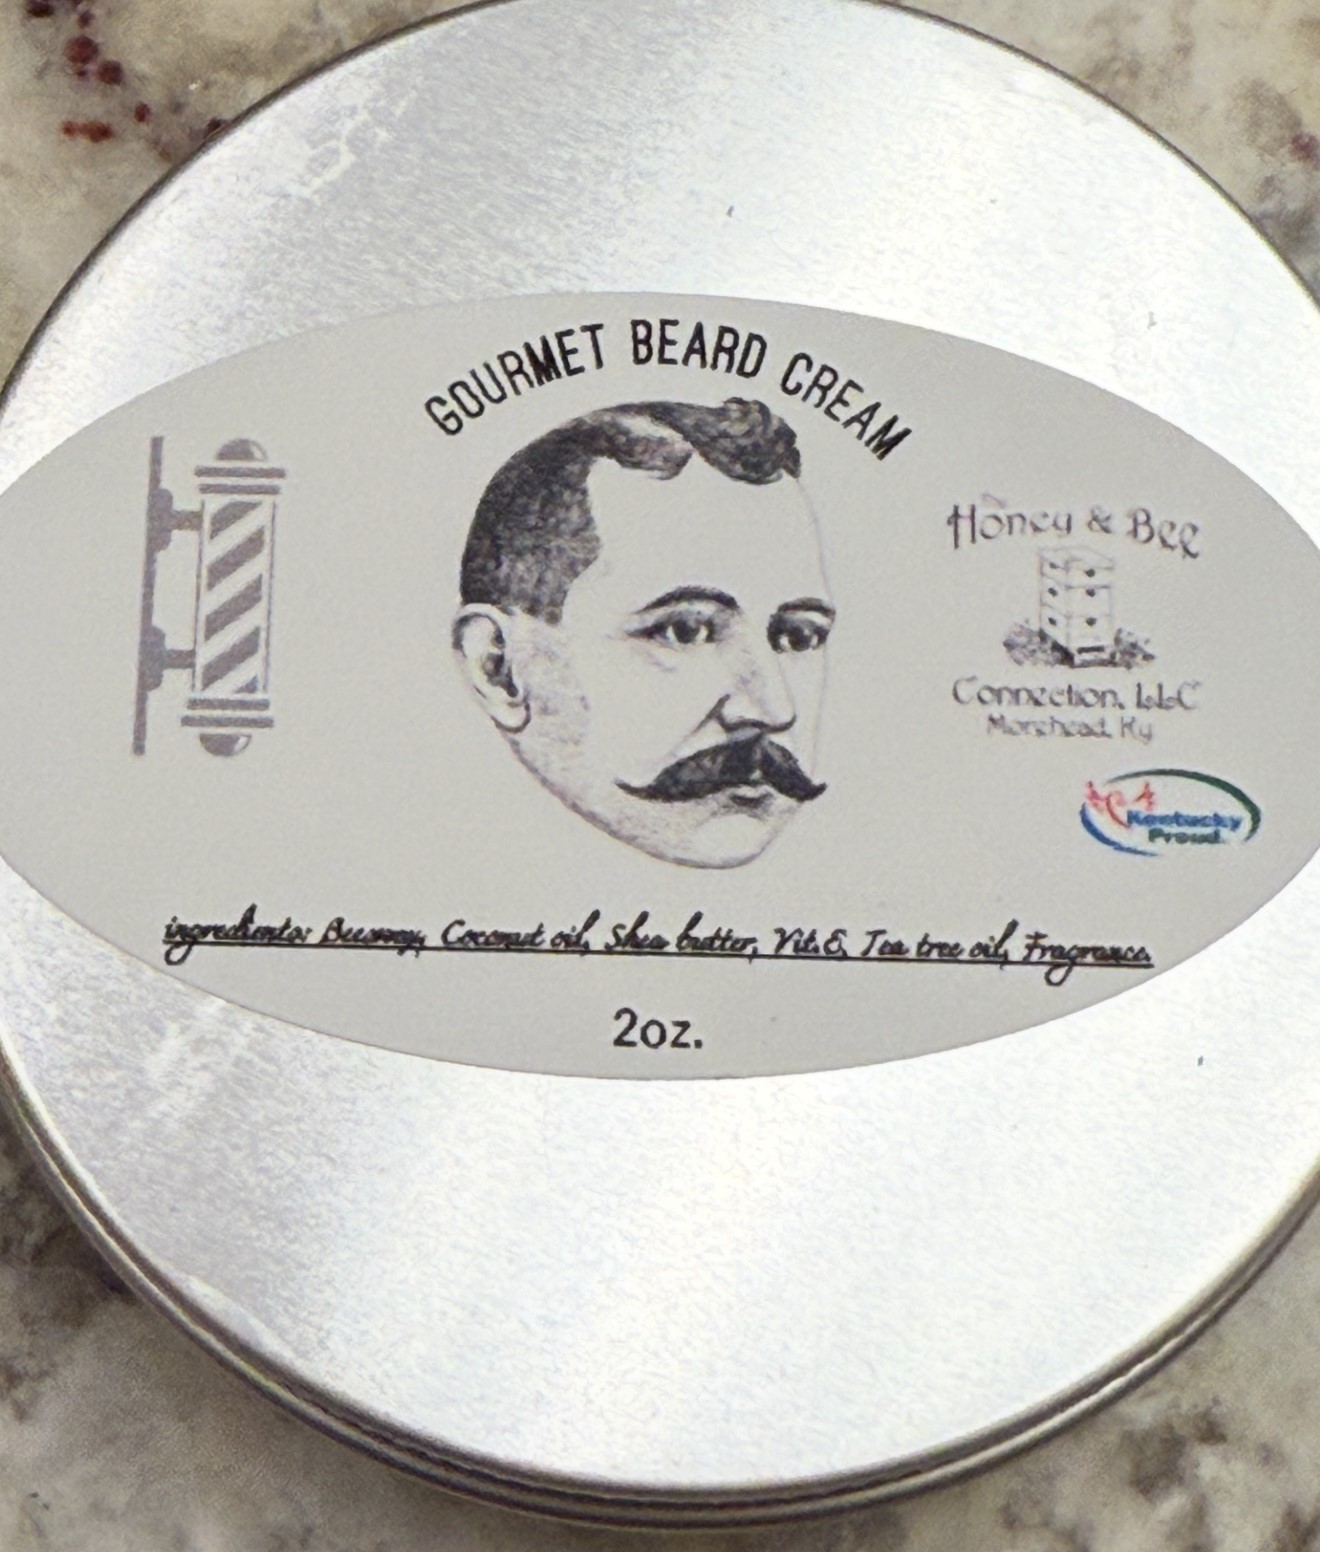 GOURMET BEARD CREAM
Honey & Bee
Connection, LLC
Morehead, Ky
Kentucky
Proud
ingredients: Beeswax, Coconut oil, Shea butter, Vit. E, Tea tree oil, Fragrance.
2oz.